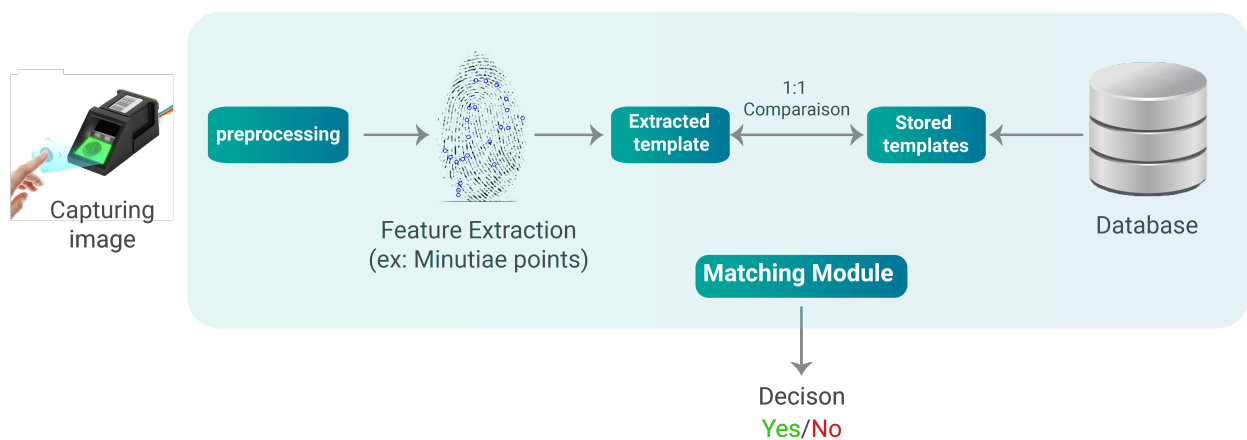 Capturing
image
preprocessing
Feature Extraction
(ex: Minutiae points)
Extracted
template
1:1
Comparaison
Stored
templates
Database
Matching Module
Decison
Yes/No